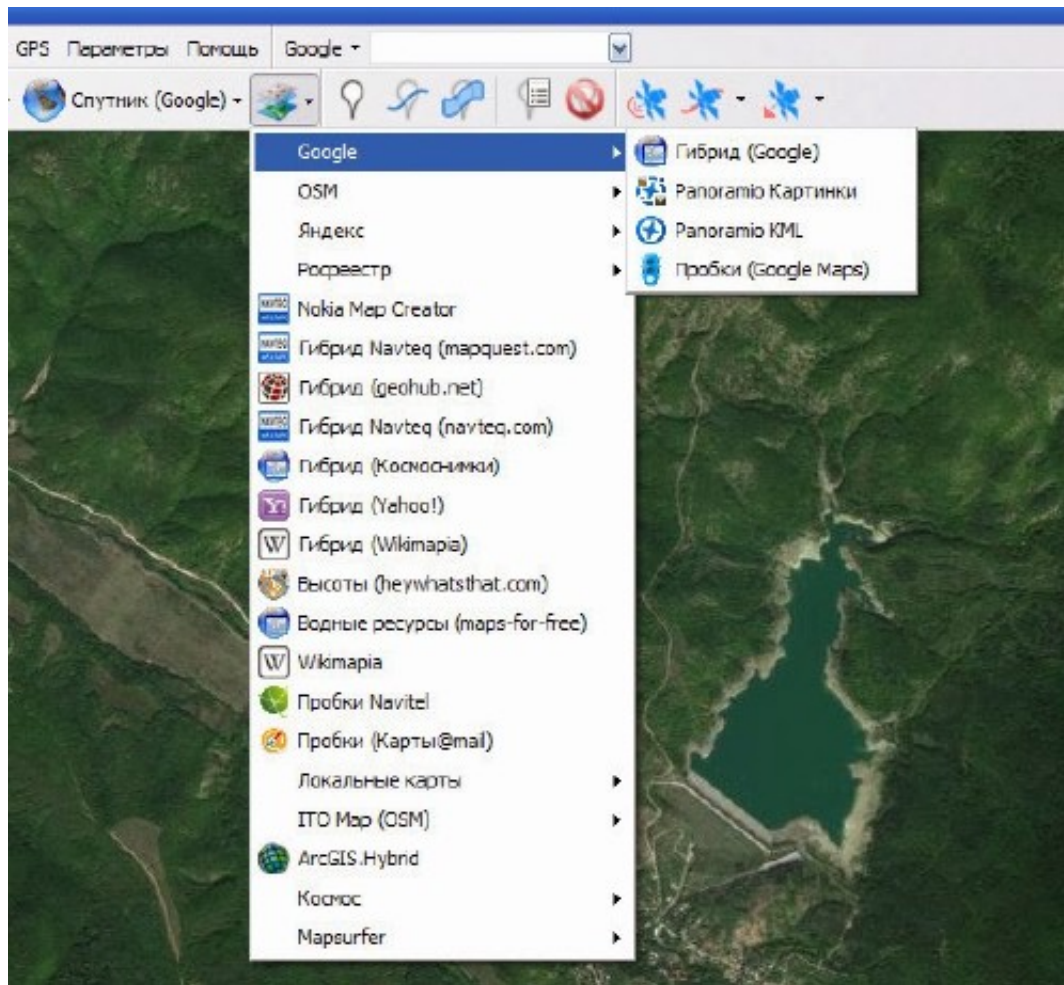 GPS Параметры Помощь Google
Спутник (Google)
Google
OSM
Яндекс
Росреестр
Nokia Map Creator
Гибрид Navteq (mapquest.com)
Гибрид (geohub.net)
Гибрид Navteq (navteq.com)
Гибрид (Космоснимки)
Гибрид (Yahoo!)
Гибрид (Wikimapia)
Высоты (heywhatsthat.com)
Водные ресурсы (maps-for-free)
Wikimapia
Пробки Navitel
Пробки (Карты@mail)
Локальные карты
ITO Map (OSM)
ArcGIS.Hybrid
Космос
Mapsurfer
Гибрид (Google)
Panoramio Картинки
Panoramio KML
Пробки (Google Maps)